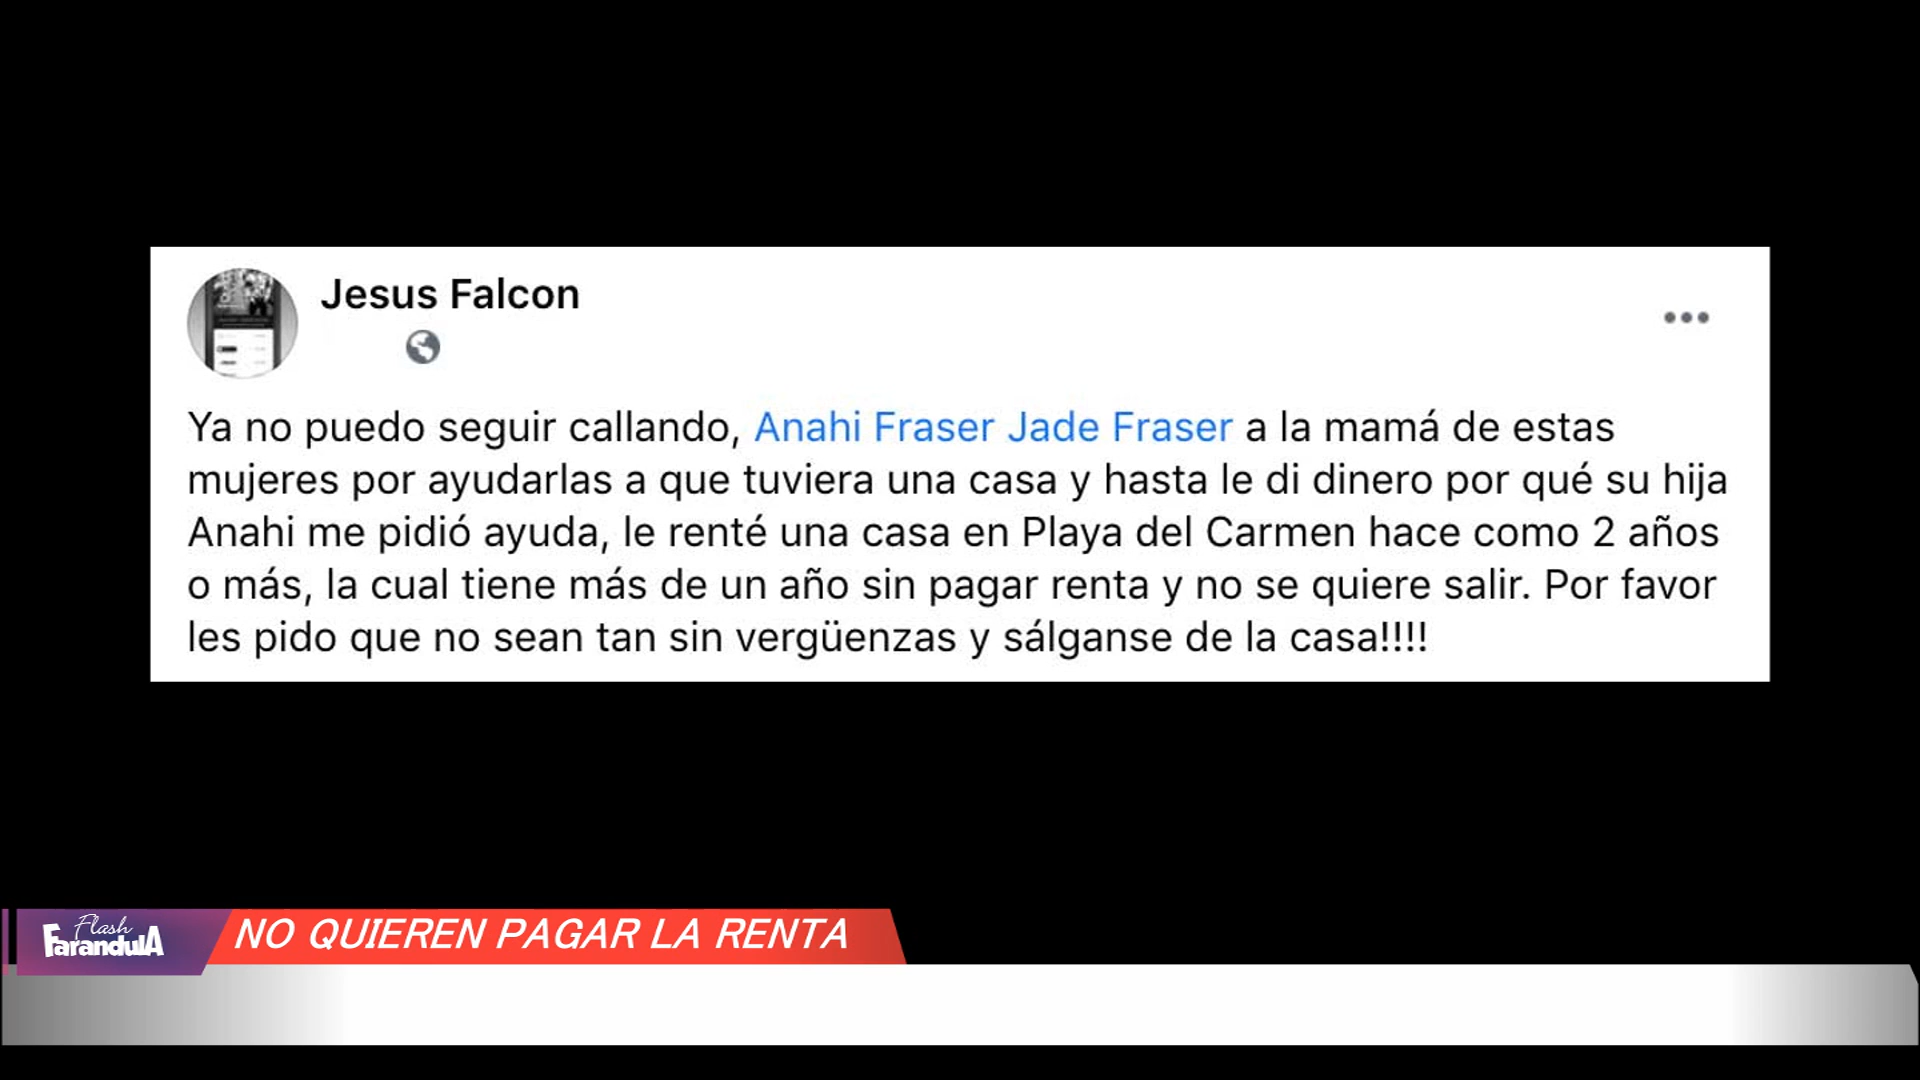 Jesus Falcon
Ya no puedo seguir callando, Anahi Fraser Jade Fraser a la mamá de estas
mujeres por ayudarlas a que tuviera una casa y hasta le di dinero por qué su hija
Anahi me pidió ayuda, le renté una casa en Playa del Carmen hace como 2 años
o más, la cual tiene más de un año sin pagar renta y no se quiere salir. Por favor
les pido que no sean tan sin vergüenzas y sálganse de la casa!!!!
Flash
FarandulA
NO QUIEREN PAGAR LA RENTA